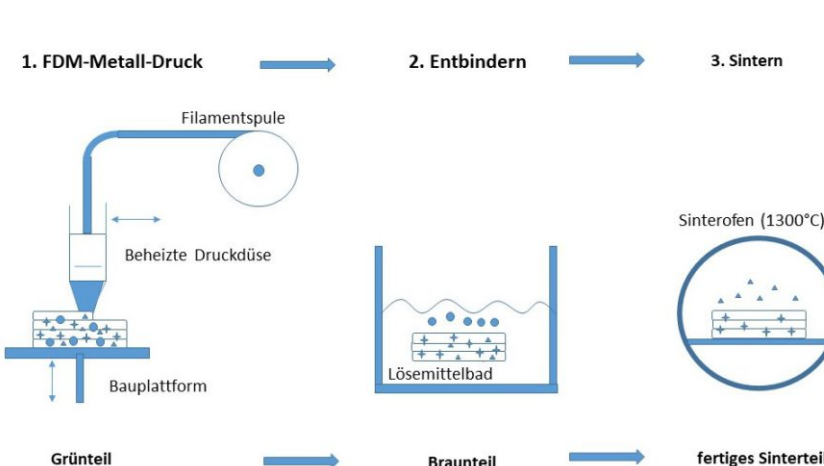 1. FDM-Metall-Druck
2. Entbindern
3. Sintern
Filamentspule
Beheizte Druckdüse
Bauplattform
Lösemittelbad
Sinterofen (1300°C)
Grünteil
Braunteil
fertiges Sinterteil